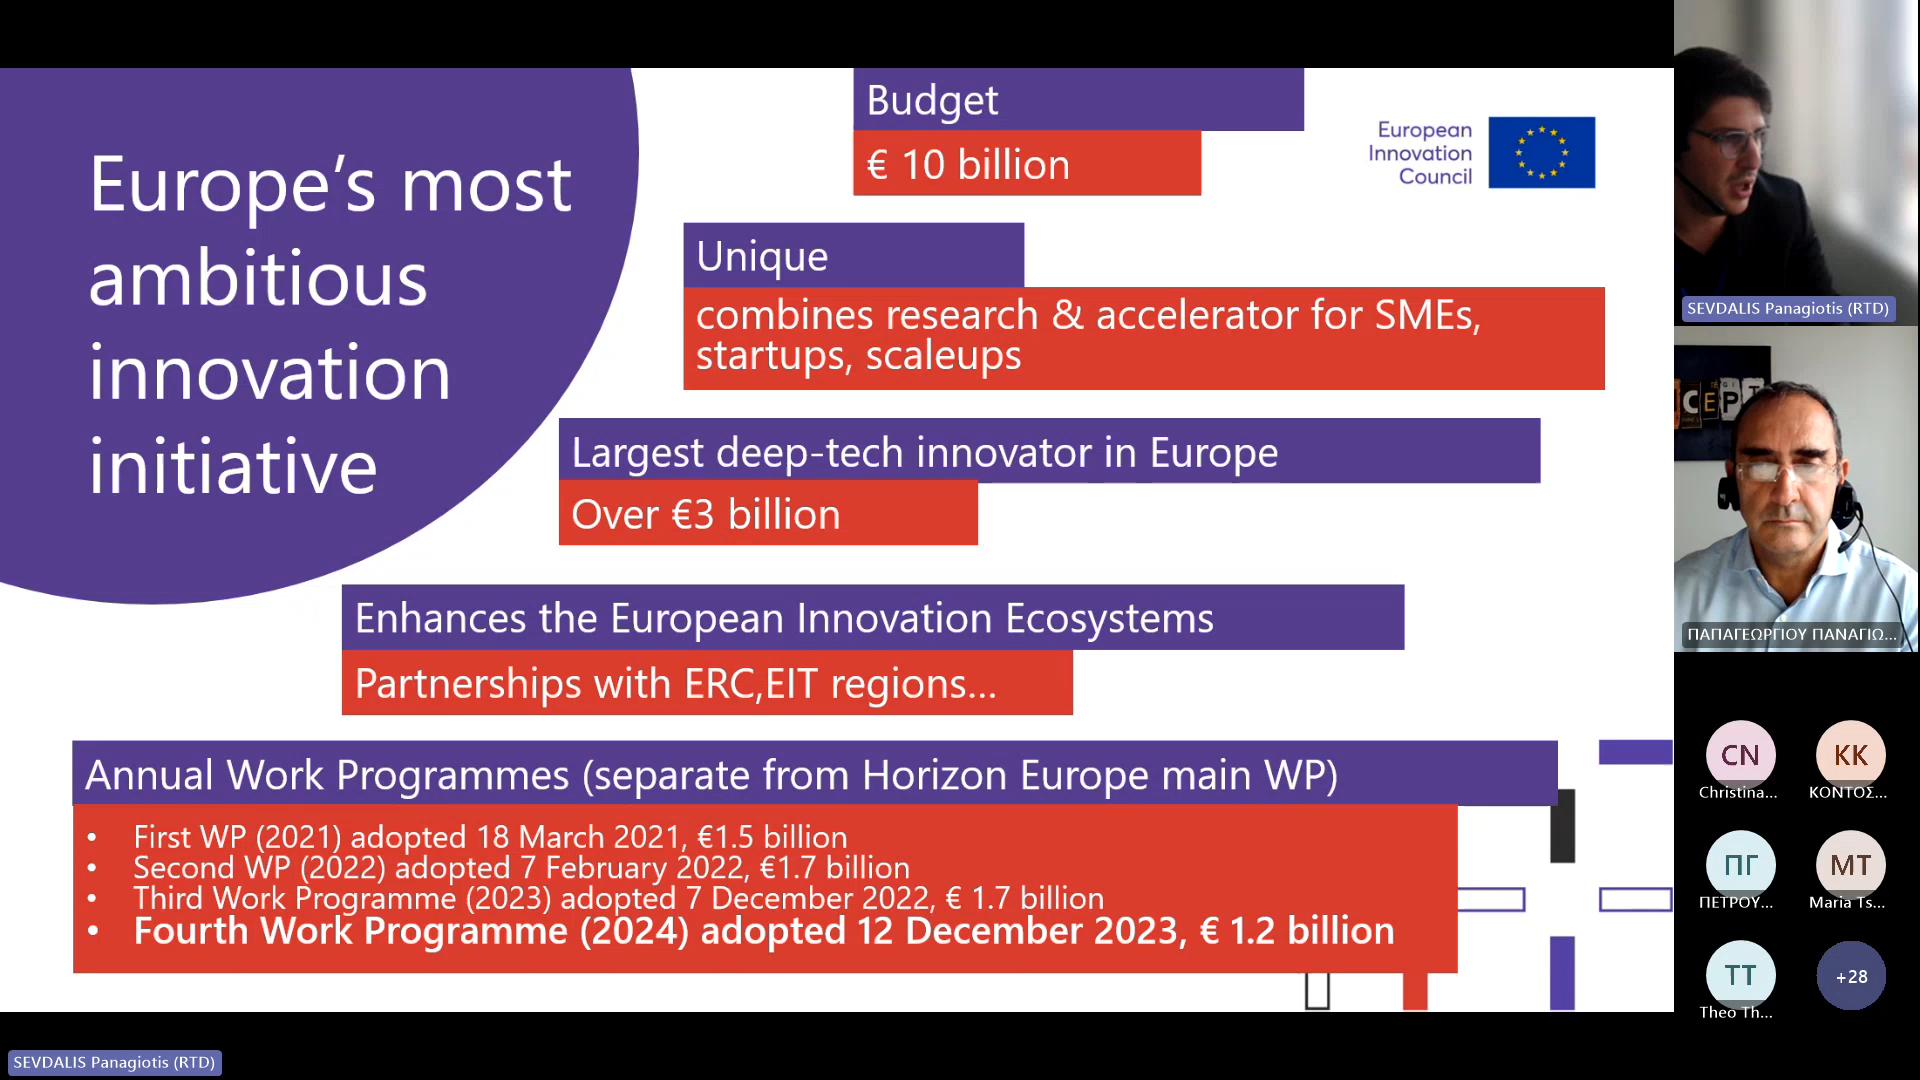 Europe's most
ambitious
innovation
initiative
Budget
€ 10 billion
European
Innovation
Council
Unique
combines research & accelerator for SMEs,
startups, scaleups
Largest deep-tech innovator in Europe
Over €3 billion
Enhances the European Innovation Ecosystems
Partnerships with ERC,EIT regions...
Annual Work Programmes (separate from Horizon Europe main WP)
• First WP (2021) adopted 18 March 2021, €1.5 billion
• Second WP (2022) adopted 7 February 2022, €1.7 billion
• Third Work Programme (2023) adopted 7 December 2022, € 1.7 billion
• Fourth Work Programme (2024) adopted 12 December 2023, € 1.2 billion
SEVDALIS Panagiotis (RTD)
CEPT
ΠΑΠΑΓΕΩΡΓΙΟΥ ΠΑΝΑΓΙΩ...
CN
Christina...
KK
ΚΟΝΤΟΣ...
ΠΓ
ΠΕΤΡΟΥ...
MT
Maria Ts...
TT
Theo Th...
+28
SEVDALIS Panagiotis (RTD)